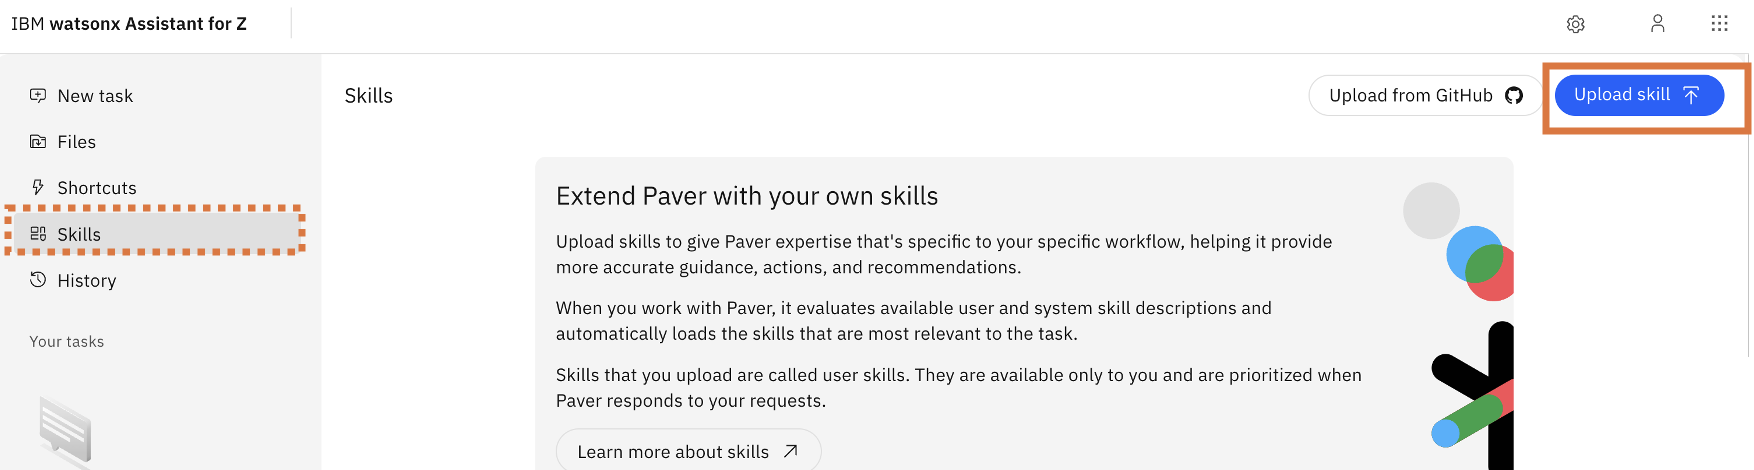 IBM watsonx Assistant for Z
New task
Files
Shortcuts
Skills
History
Your tasks
Skills
Upload from GitHub
Upload skill
Extend Paver with your own skills
Upload skills to give Paver expertise that's specific to your specific workflow, helping it provide
more accurate guidance, actions, and recommendations.
When you work with Paver, it evaluates available user and system skill descriptions and
automatically loads the skills that are most relevant to the task.
Skills that you upload are called user skills. They are available only to you and are prioritized when
Paver responds to your requests.
Learn more about skills